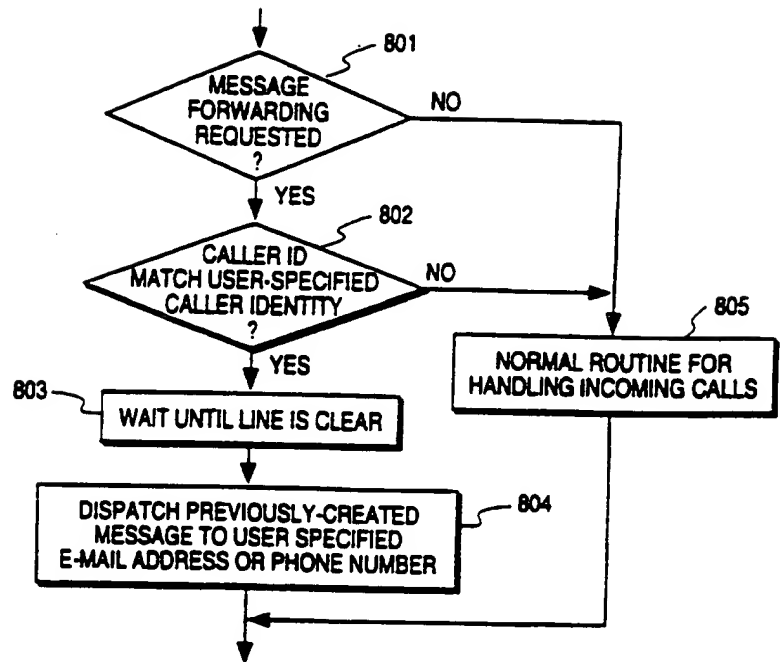 801
MESSAGE
FORWARDING
REQUESTED
?
NO
YES
802
CALLER ID
MATCH USER-SPECIFIED
CALLER IDENTITY
?
NO
YES
805
NORMAL ROUTINE FOR
HANDLING INCOMING CALLS
803
WAIT UNTIL LINE IS CLEAR
804
DISPATCH PREVIOUSLY-CREATED
MESSAGE TO USER SPECIFIED
E-MAIL ADDRESS OR PHONE NUMBER